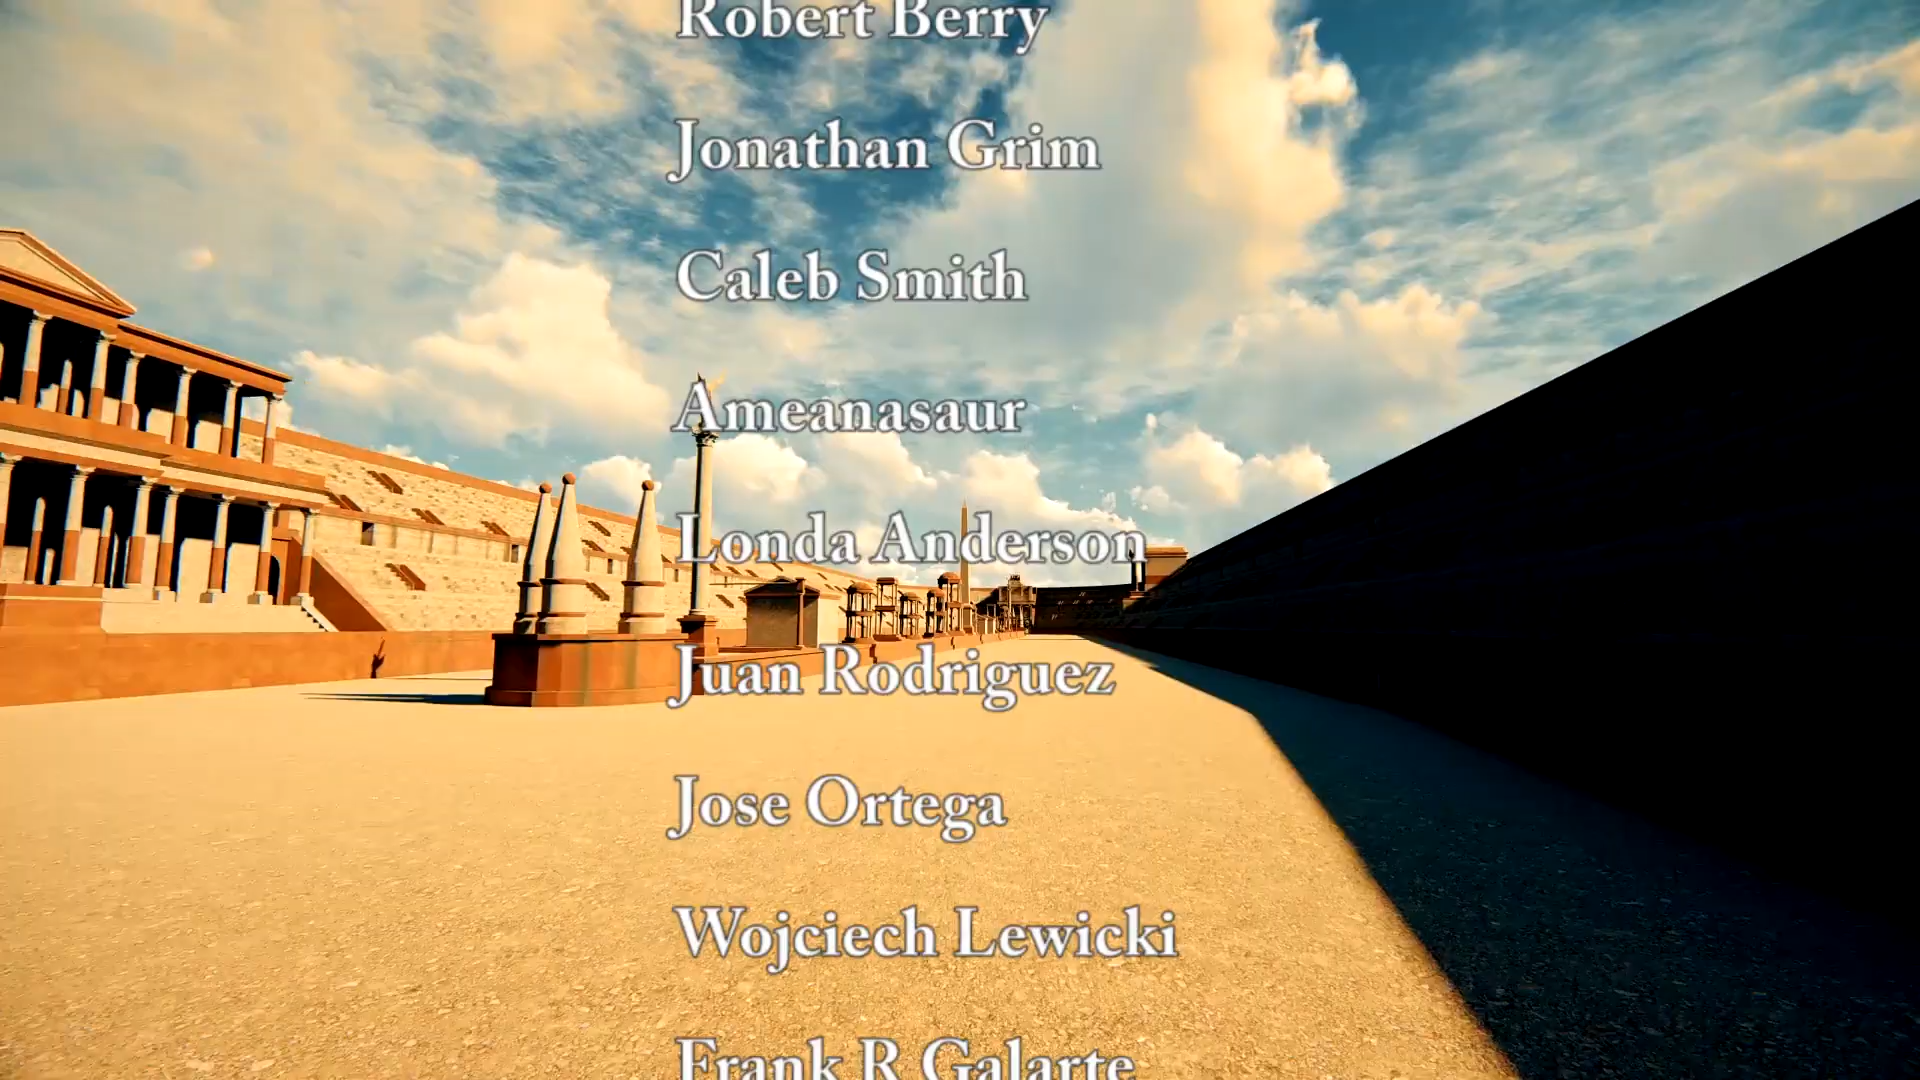 Robert Berry
Jonathan Grim
Caleb Smith
Ameanasaur
Londa Anderson
Juan Rodriguez
Jose Ortega
Wojciech Lewicki
Frank R Galarte